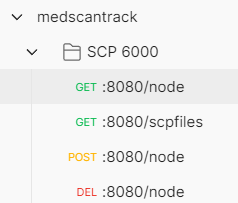 medscantrack
SCP 6000
GET :8080/node
GET :8080/scpfiles
POST :8080/node
DEL :8080/node